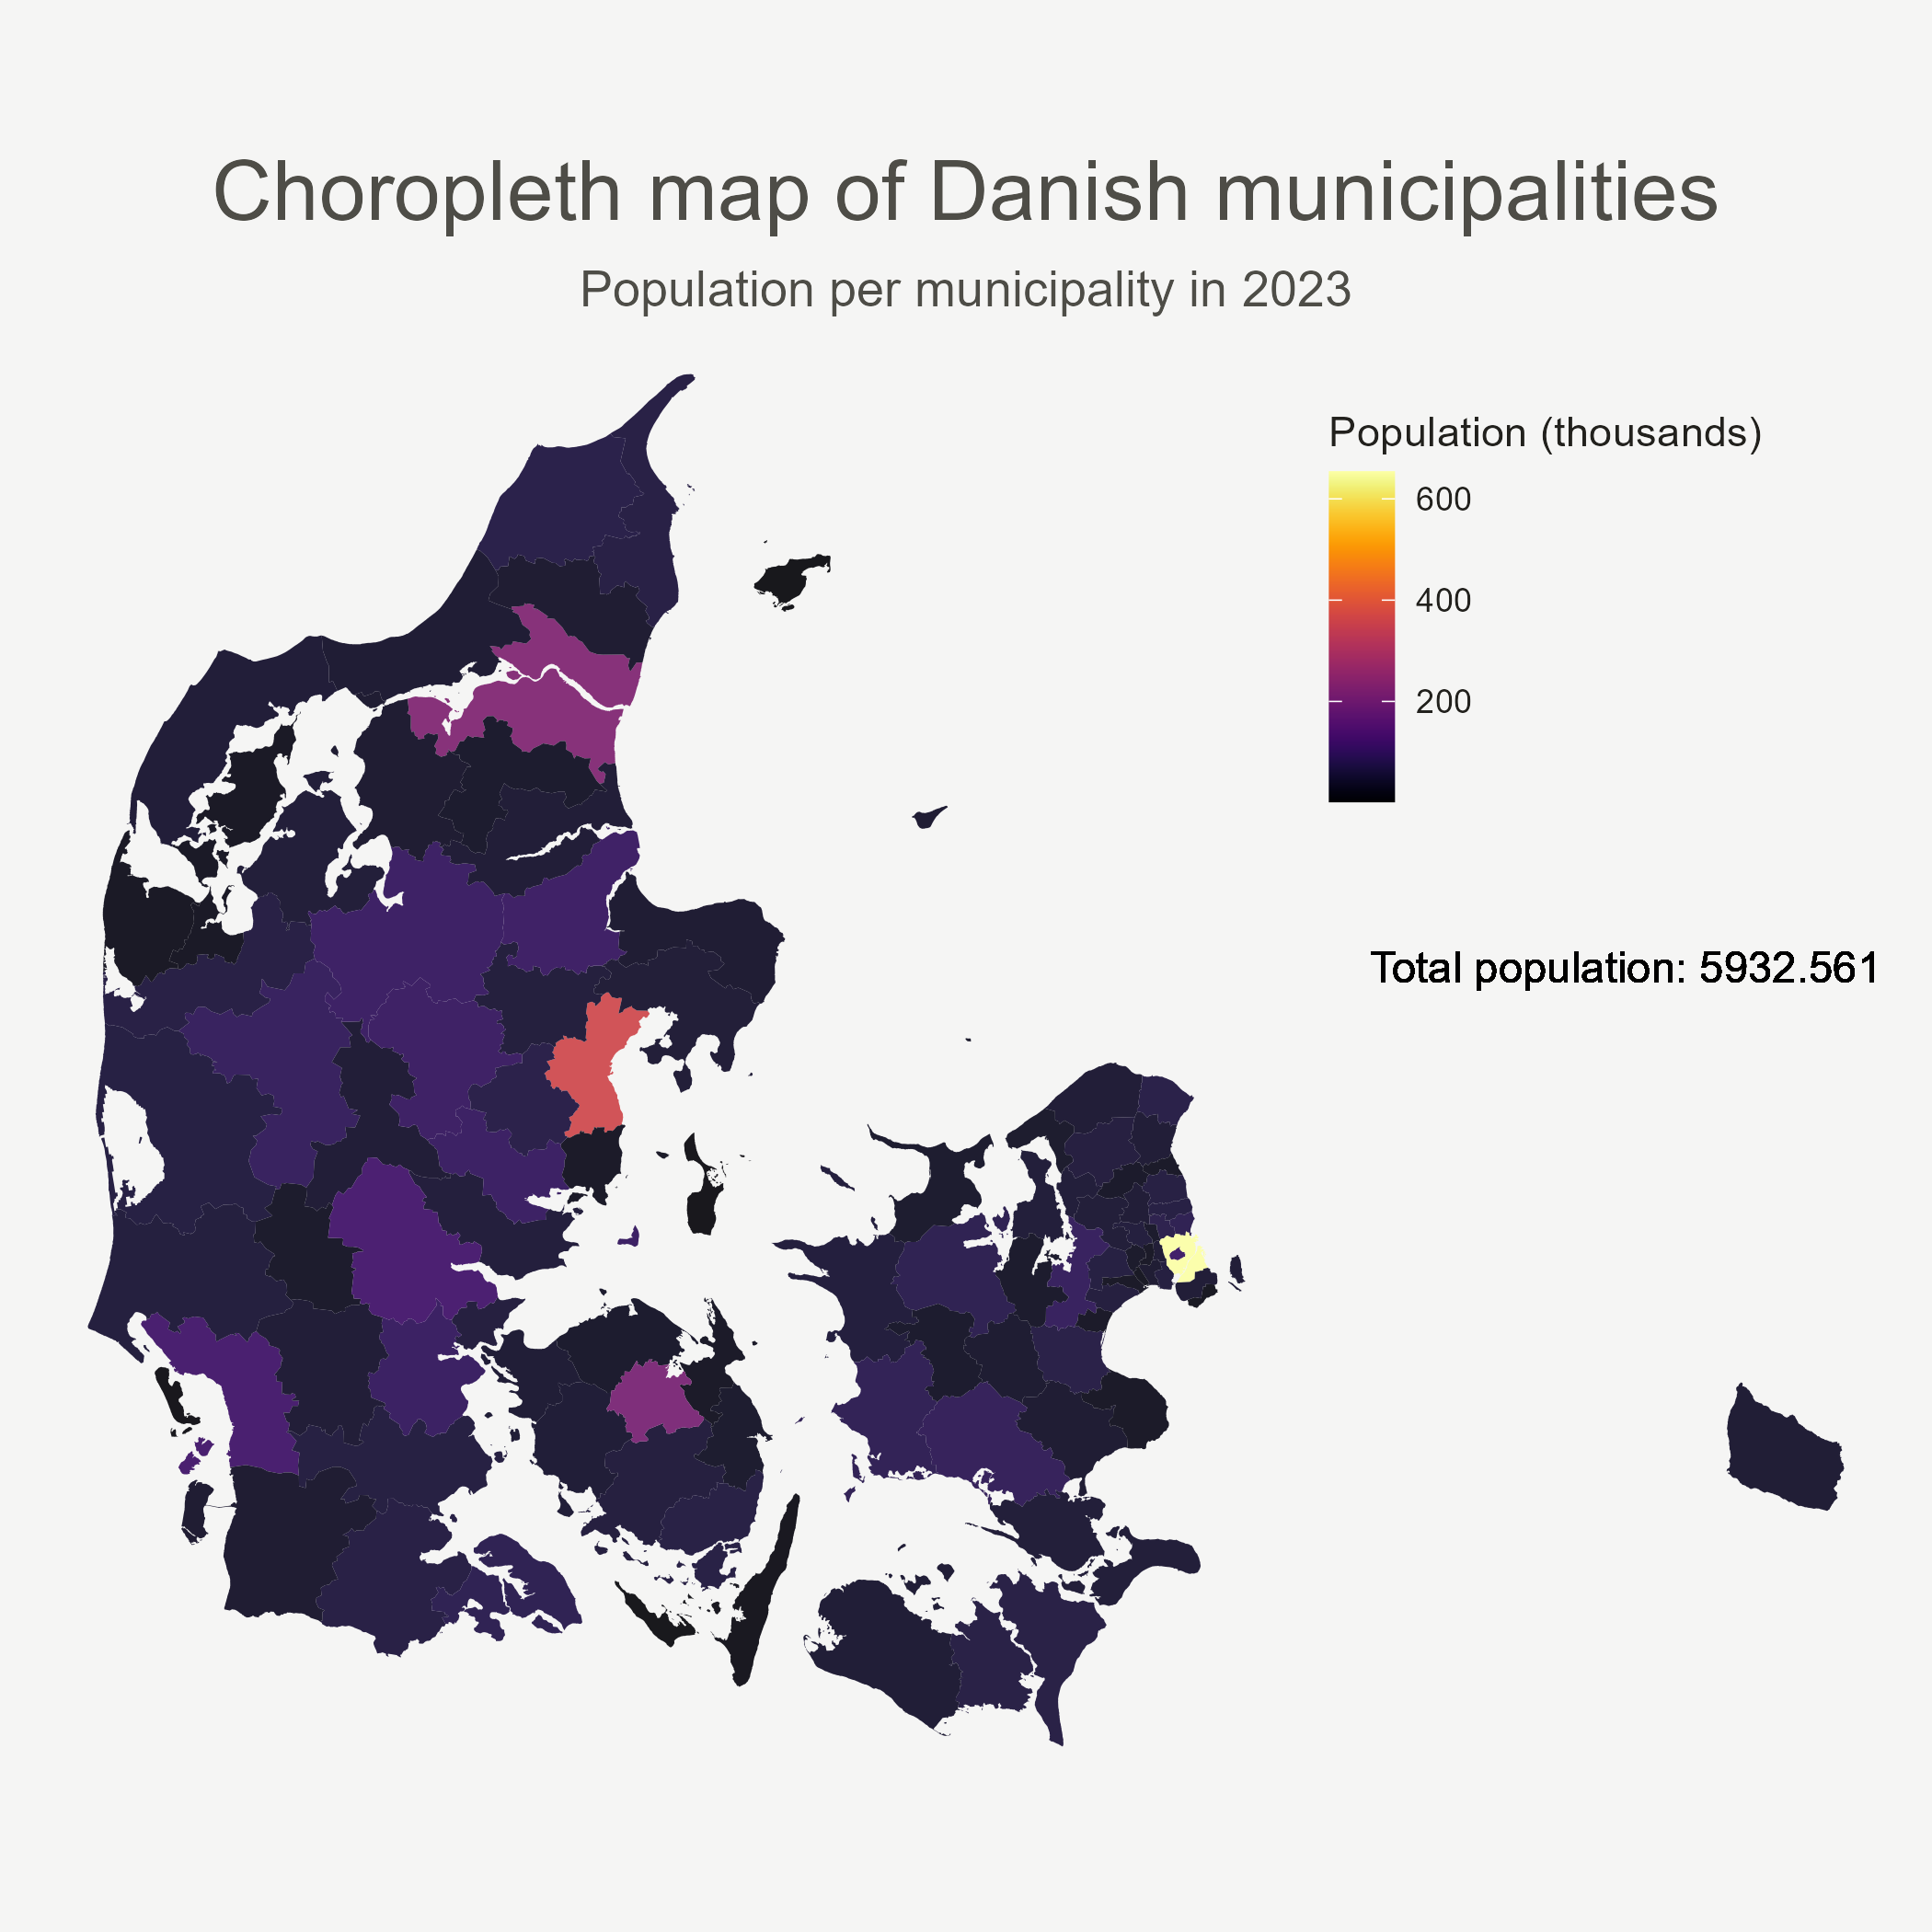 Choropleth map of Danish municipalities
Population per municipality in 2023
Population (thousands)
600
400
200
Total population: 5932.561